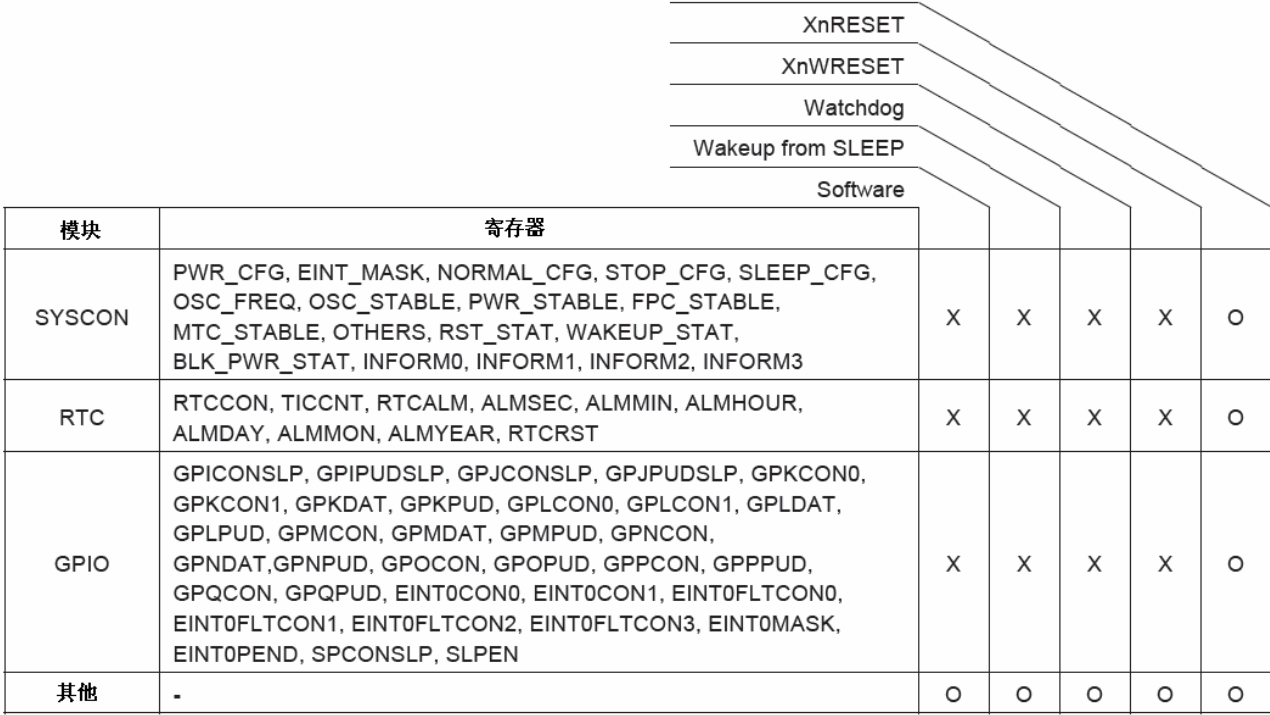 XnRESET
XnWRESET
Watchdog
Wakeup from SLEEP
Software
模块 寄存器
SYSCON PWR_CFG, EINT_MASK, NORMAL_CFG, STOP_CFG, SLEEP_CFG,
OSC_FREQ, OSC_STABLE, PWR_STABLE, FPC_STABLE,
MTC_STABLE, OTHERS, RST_STAT, WAKEUP_STAT,
BLK_PWR_STAT, INFORM0, INFORM1, INFORM2, INFORM3
X X X X O
RTC RTCCON, TICCNT, RTCALM, ALMSEC, ALMMIN, ALMHOUR,
ALMDAY, ALMMON, ALMYEAR, RTCRST
X X X X O
GPIO GPICONSLP, GPIPUDSLP, GPJCONSLP, GPJPUDSLP, GPKCON0,
GPKCON1, GPKDAT, GPKPUD, GPLCON0, GPLCON1, GPLDAT,
GPLPUD, GPMCON, GPMDAT, GPMPUD, GPNCON,
GPNDAT,GPNPUD, GPOCON, GPOPUD, GPPCON, GPPPUD,
GPQCON, GPQPUD, EINT0CON0, EINT0CON1, EINT0FLTCON0,
EINT0FLTCON1, EINT0FLTCON2, EINT0FLTCON3, EINT0MASK,
EINT0PEND, SPCONSLP, SLPEN
X X X X O
其他 - O O O O O